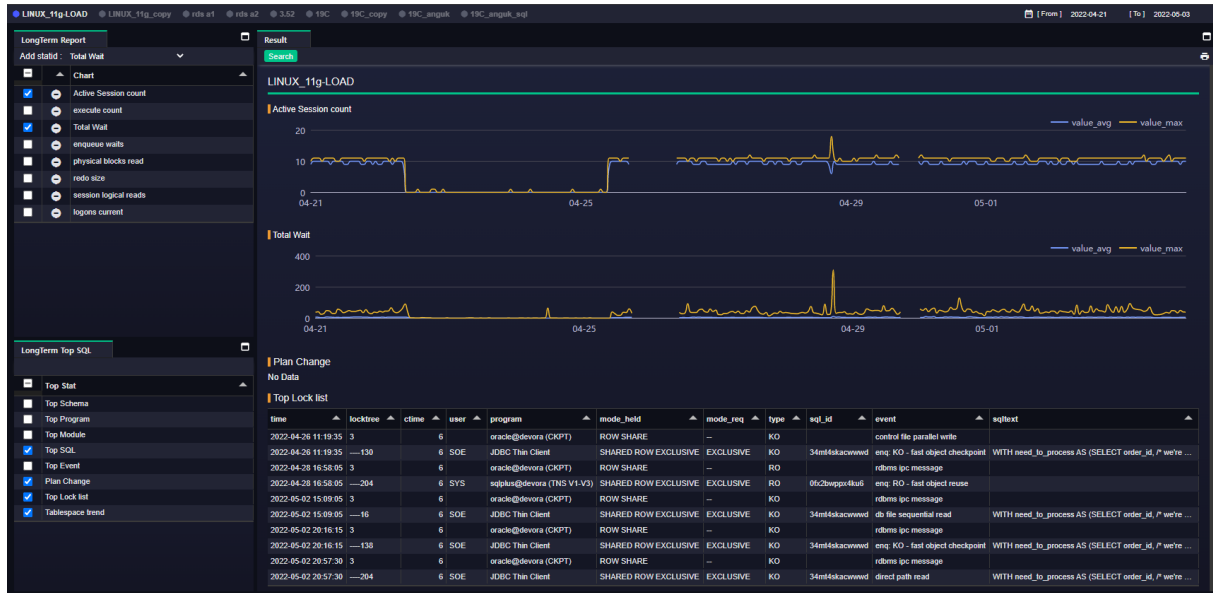 LINUX_11g-LOAD LINUX_11g_copy rds a1 rds a2 3.52 19C 19C_copy 19C_anguk 19C_anguk_sql [From] 2022-04-21 [To] 2022-05-03
LongTerm Report
Add statid : Total Wait
Chart
Active Session count
execute count
Total Wait
enqueue waits
physical blocks read
redo size
session logical reads
logons current
LongTerm Top SQL
Top Stat
Top Schema
Top Program
Top Module
Top SQL
Top Event
Plan Change
Top Lock list
Tablespace trend
Result
Search
LINUX_11g-LOAD
Active Session count
value_avg value_max
20
10
0
04-21 04-25 04-29 05-01
Total Wait
value_avg value_max
400
200
0
04-21 04-25 04-29 05-01
Plan Change
No Data
Top Lock list
time locktree ctime user program mode_held mode_req type sql_id event sqltext
2022-04-26 11:19:35 3 6 oracle@devora (CKPT) ROW SHARE -- KO control file parallel write
2022-04-26 11:19:35 ----130 6 SOE JDBC Thin Client SHARED ROW EXCLUSIVE EXCLUSIVE KO 34mt4skacwwwd enq: KO - fast object checkpoint WITH need_to_process AS (SELECT order_id, /* we're ...
2022-04-28 16:58:05 3 6 oracle@devora (CKPT) ROW SHARE -- RO rdbms ipc message
2022-04-28 16:58:05 ----204 6 SYS sqlplus@devora (TNS V1-V3) SHARED ROW EXCLUSIVE EXCLUSIVE RO 0fx2bwppx4ku6 enq: RO - fast object reuse
2022-05-02 15:09:05 3 6 oracle@devora (CKPT) ROW SHARE -- KO rdbms ipc message
2022-05-02 15:09:05 ----16 6 SOE JDBC Thin Client SHARED ROW EXCLUSIVE EXCLUSIVE KO 34mt4skacwwwd db file sequential read WITH need_to_process AS (SELECT order_id, /* we're ...
2022-05-02 20:16:15 3 6 oracle@devora (CKPT) ROW SHARE -- KO rdbms ipc message
2022-05-02 20:16:15 ----138 6 SOE JDBC Thin Client SHARED ROW EXCLUSIVE EXCLUSIVE KO 34mt4skacwwwd enq: KO - fast object checkpoint WITH need_to_process AS (SELECT order_id, /* we're ...
2022-05-02 20:57:30 3 6 oracle@devora (CKPT) ROW SHARE -- KO rdbms ipc message
2022-05-02 20:57:30 ----204 6 SOE JDBC Thin Client SHARED ROW EXCLUSIVE EXCLUSIVE KO 34mt4skacwwwd direct path read WITH need_to_process AS (SELECT order_id, /* we're ...